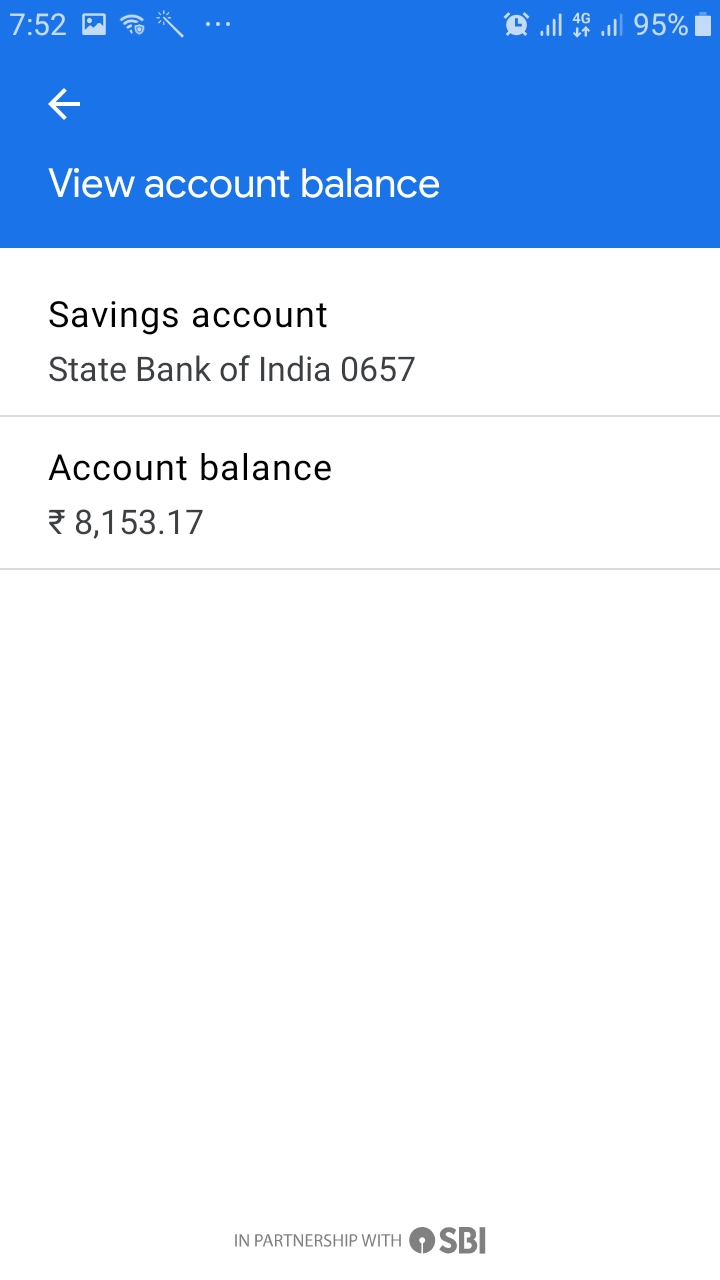 7:52 ... 4G 95%
View account balance
Savings account
State Bank of India 0657
Account balance
₹ 8,153.17
IN PARTNERSHIP WITH SBI